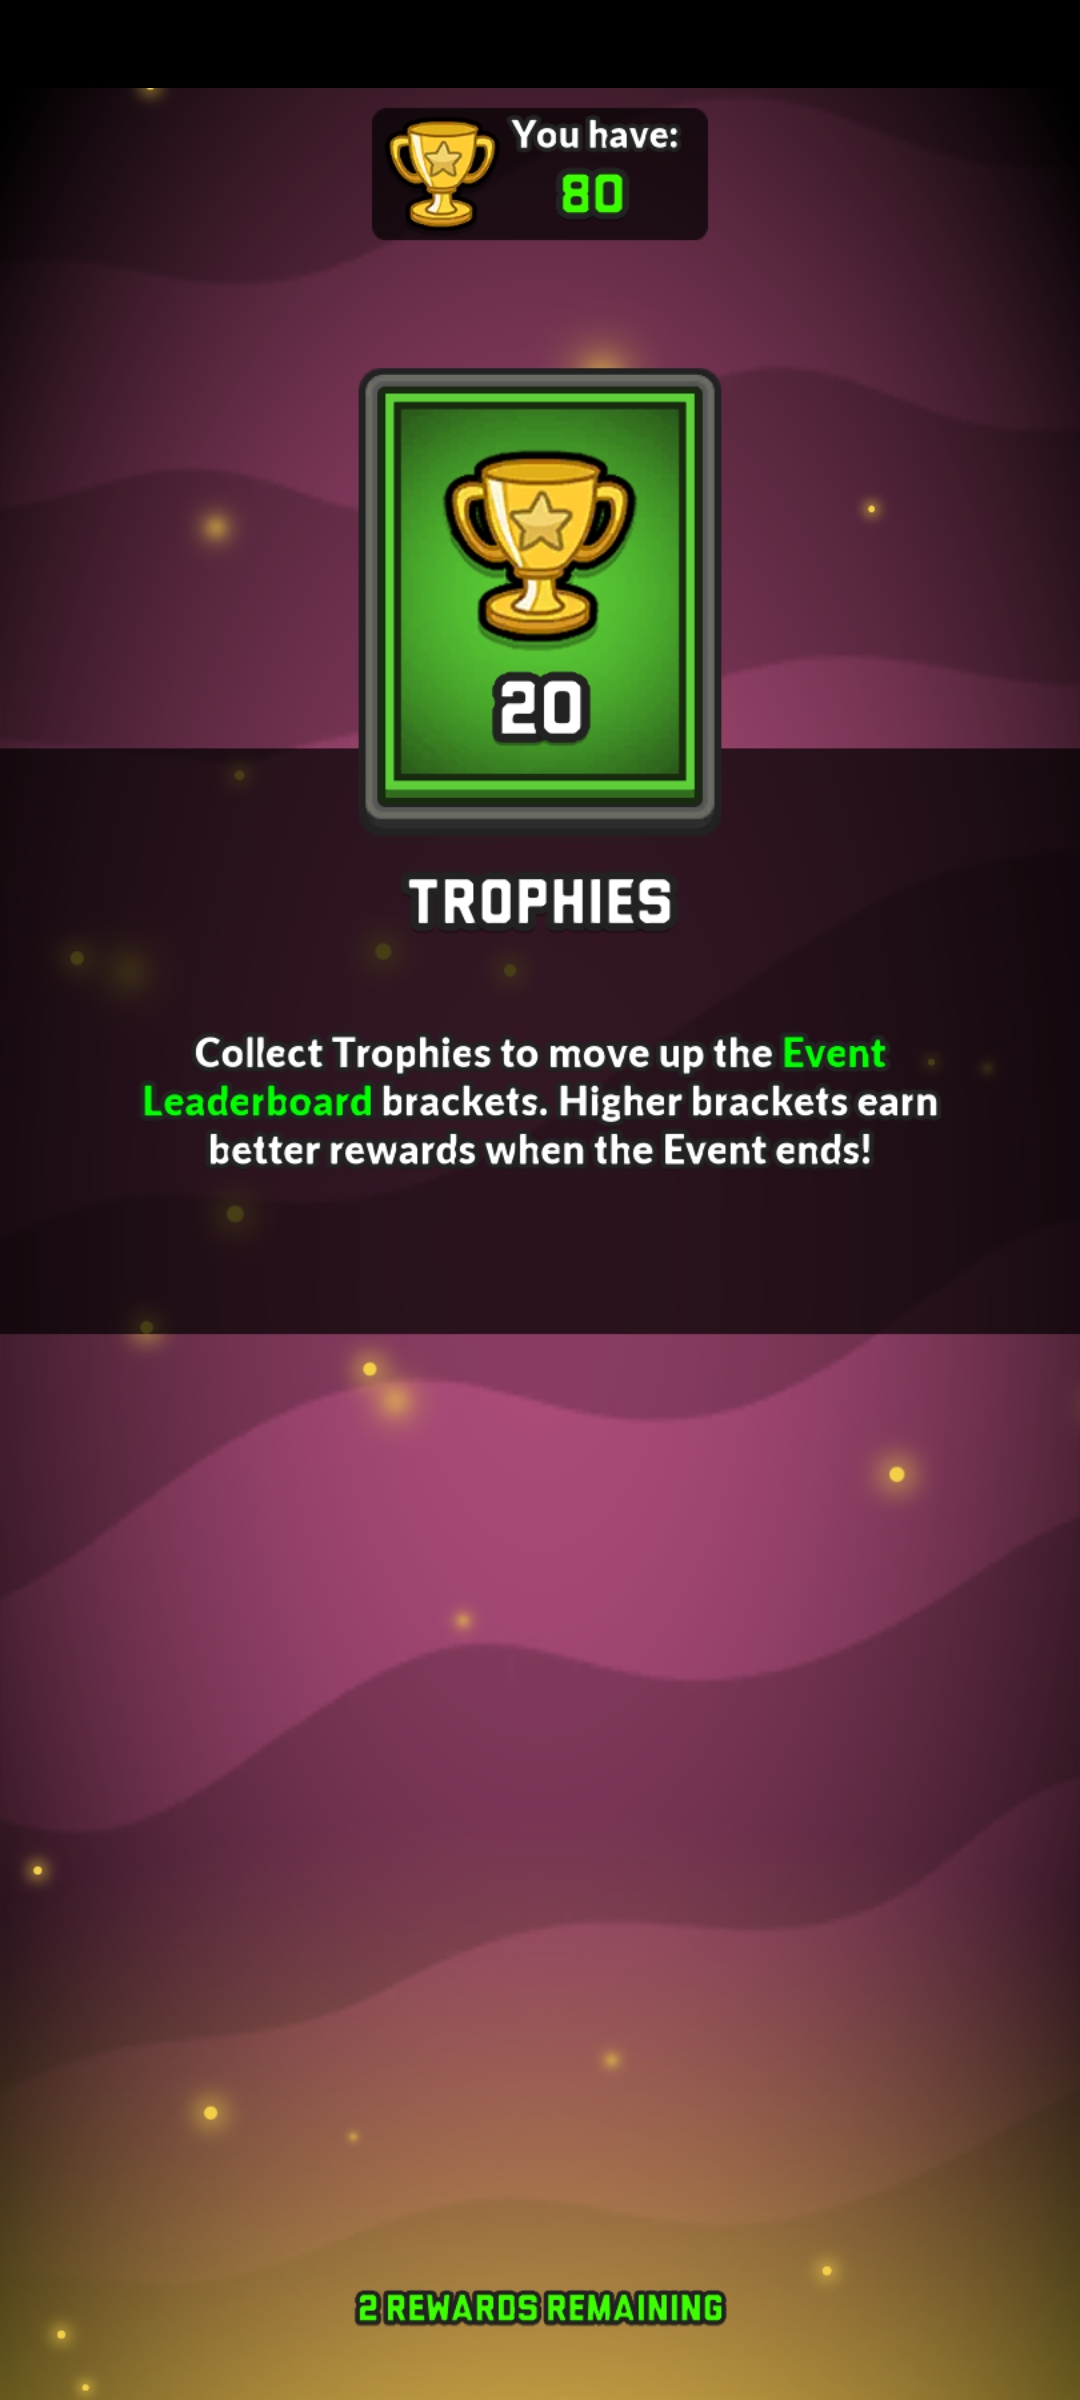 You have:
80
20
TROPHIES
Collect Trophies to move up the Event
Leaderboard brackets. Higher brackets earn
better rewards when the Event ends!
2 REWARDS REMAINING